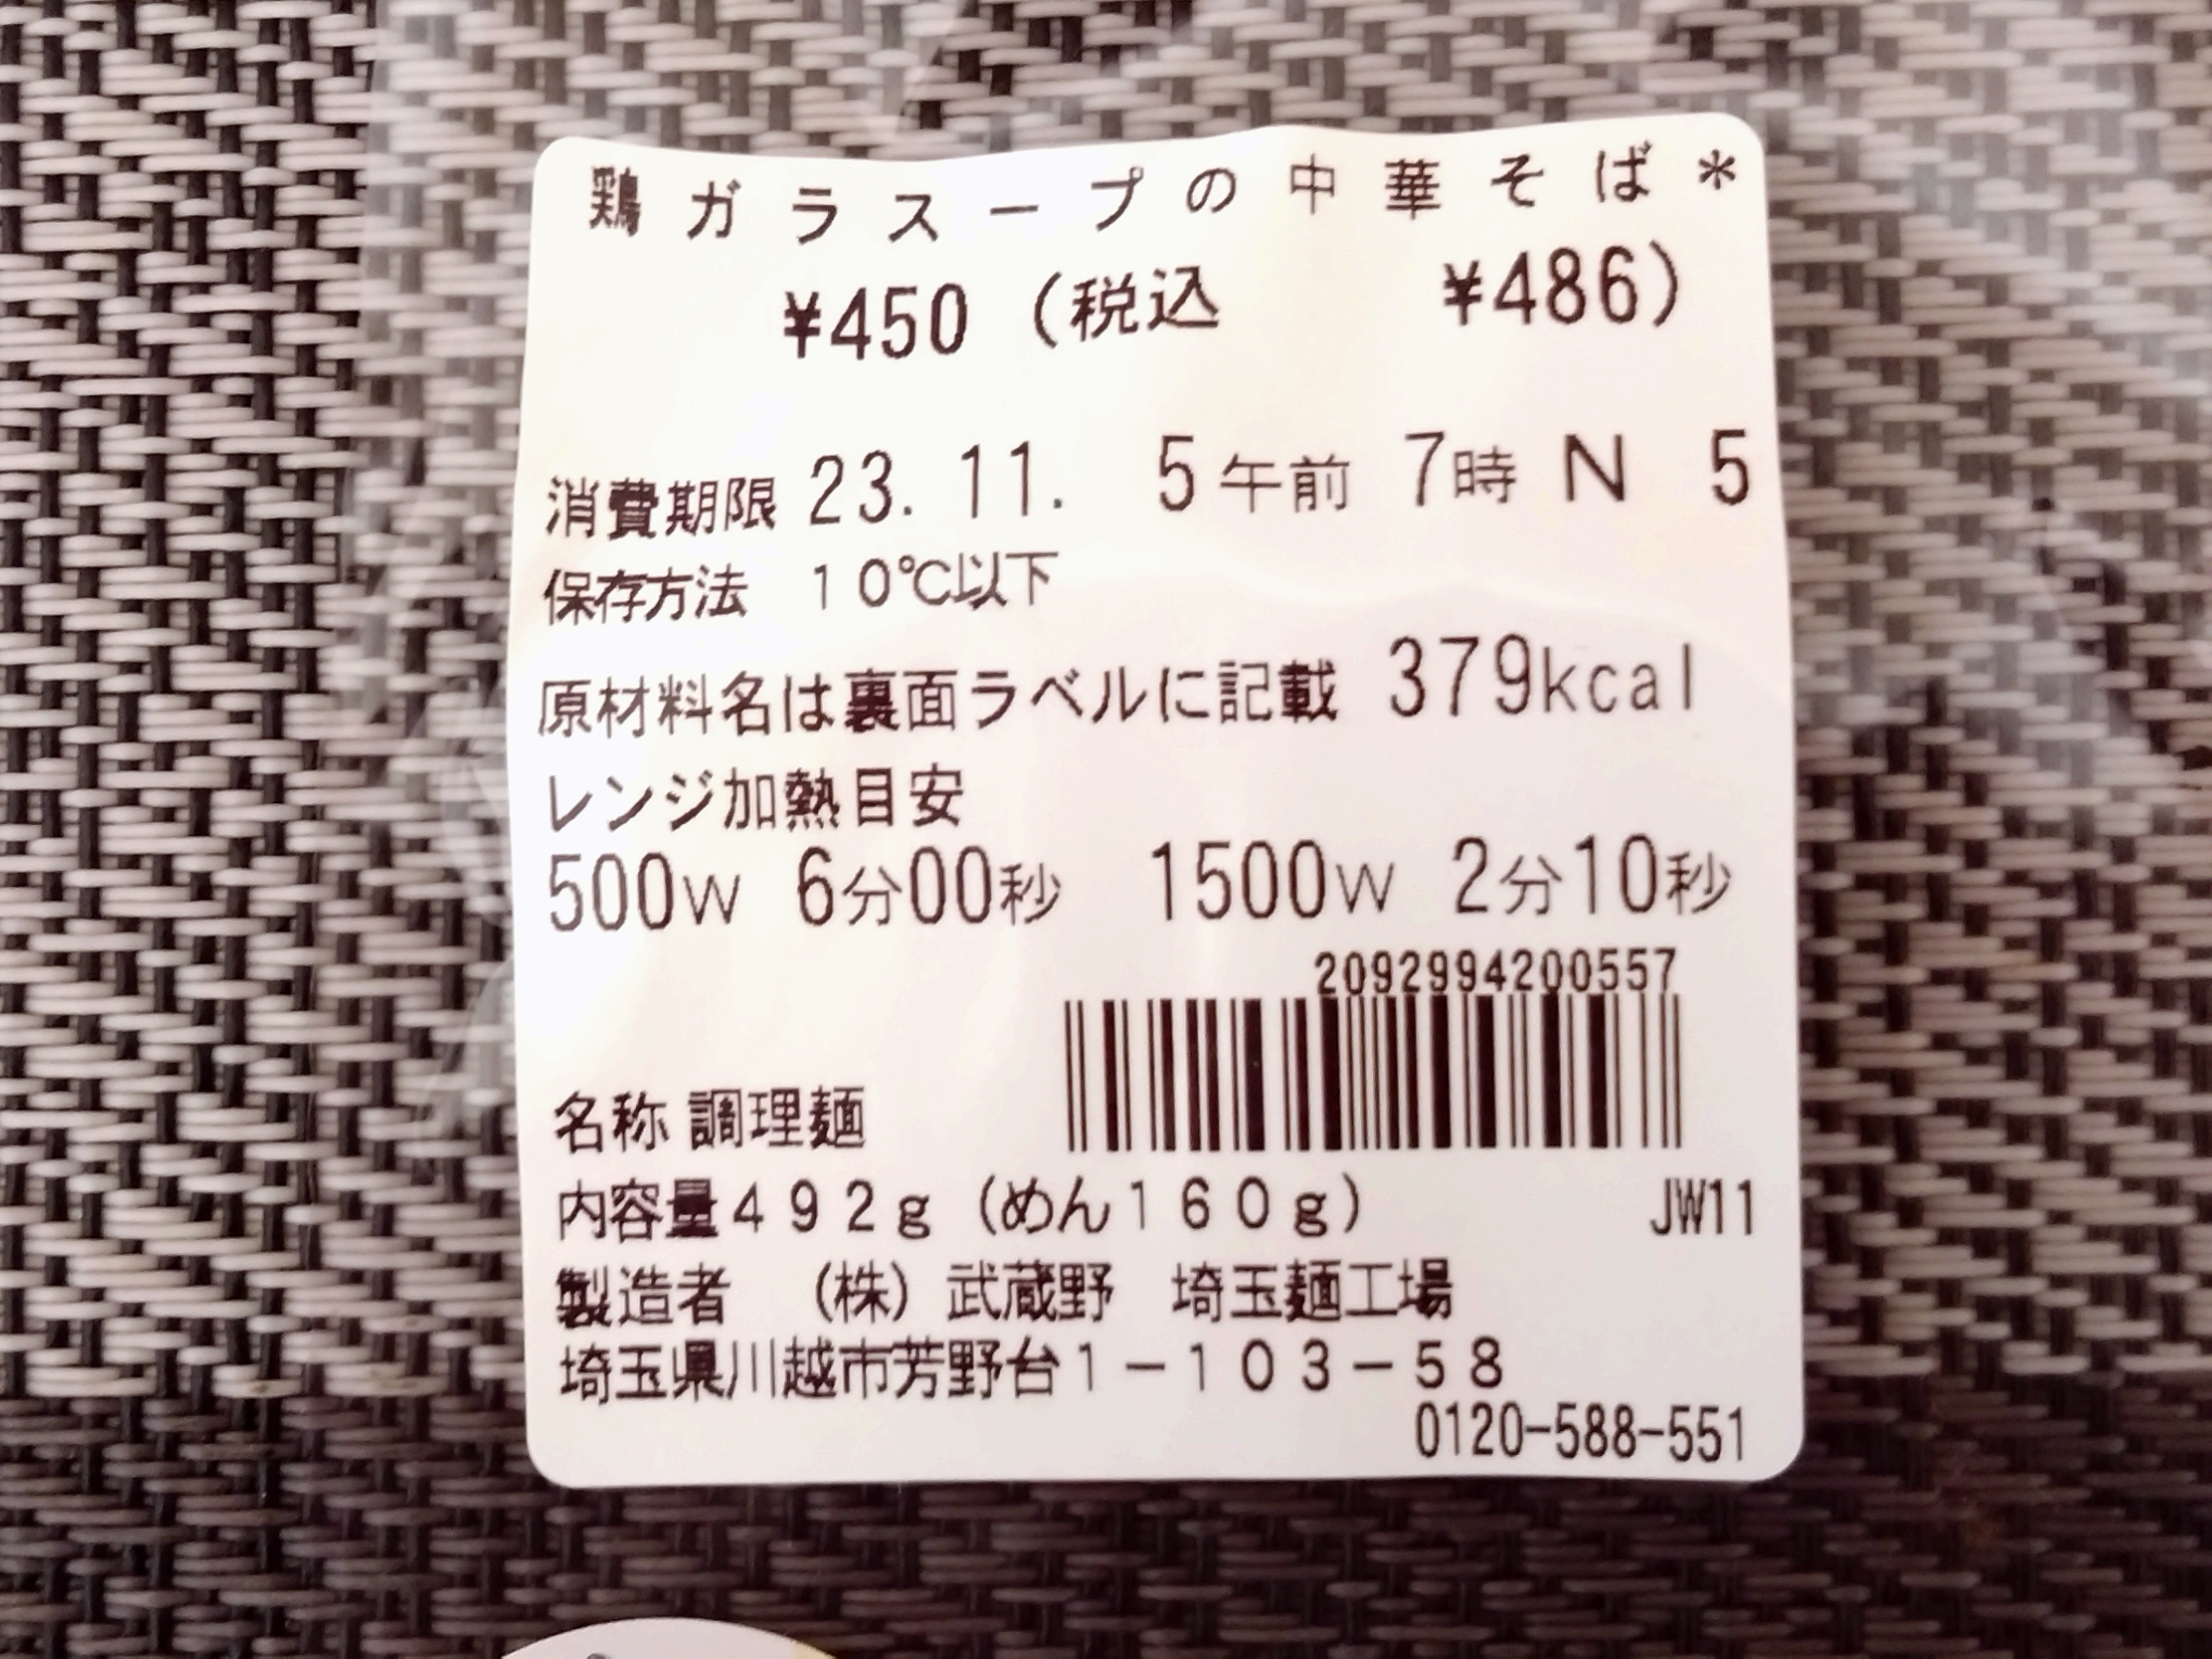 鶏ガラスープの中華そば*
¥450 (税込 ¥486)
消費期限 23. 11. 5午前 7時 N 5
保存方法 10℃以下
原材料名は裏面ラベルに記載 379kcal
レンジ加熱目安
500W 6分00秒 1500W 2分10秒
2092994200557
名称 調理麺
内容量492g (めん160g)
JW11
製造者 (株) 武蔵野 埼玉麺工場
埼玉県川越市芳野台1-103-58
0120-588-551